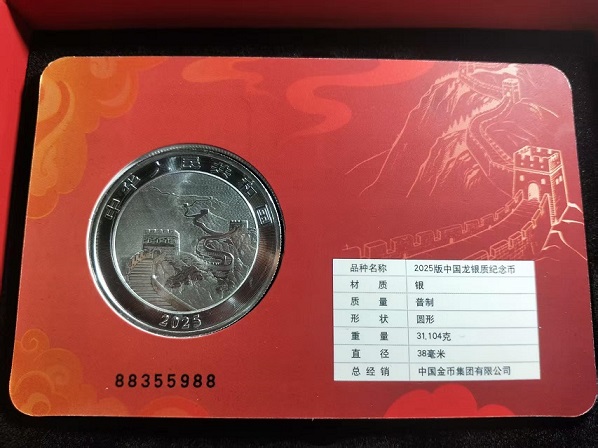 中华人民共和国
2025
88355988
品种名称 2025版中国龙银质纪念币
材 质 银
质 量 普制
形 状 圆形
重 量 31.104克
直 径 38毫米
总 经 销 中国金币集团有限公司